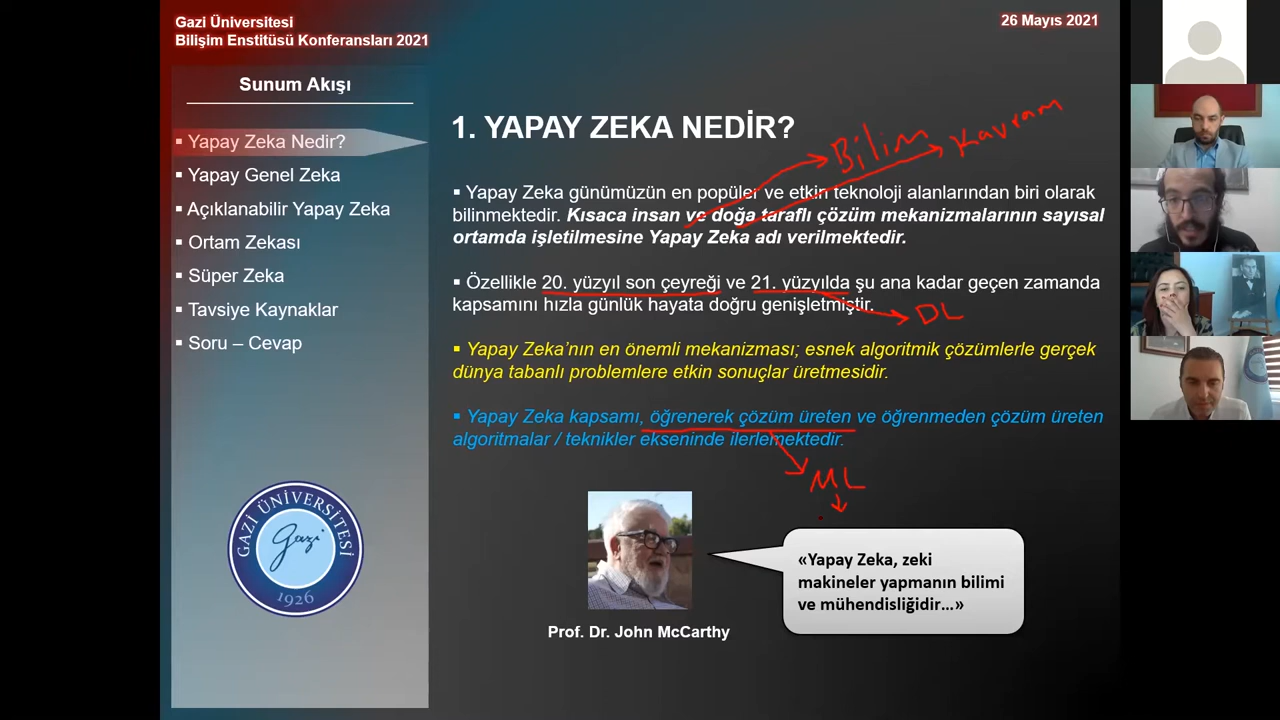 Gazi Üniversitesi
Bilişim Enstitüsü Konferansları 2021
26 Mayıs 2021
Sunum Akışı
▪ Yapay Zeka Nedir?
▪ Yapay Genel Zeka
▪ Açıklanabilir Yapay Zeka
▪ Ortam Zekası
▪ Süper Zeka
▪ Tavsiye Kaynaklar
▪ Soru – Cevap
GAZİ ÜNİVERSİTESİ
gazi
1926
1. YAPAY ZEKA NEDİR?
Bilim
Kavram
▪ Yapay Zeka günümüzün en popüler ve etkin teknoloji alanlarından biri olarak
bilinmektedir. Kısaca insan ve doğa taraflı çözüm mekanizmalarının sayısal
ortamda işletilmesine Yapay Zeka adı verilmektedir.
▪ Özellikle 20. yüzyıl son çeyreği ve 21. yüzyılda şu ana kadar geçen zamanda
kapsamını hızla günlük hayata doğru genişletmiştir.
DL
▪ Yapay Zeka’nın en önemli mekanizması; esnek algoritmik çözümlerle gerçek
dünya tabanlı problemlere etkin sonuçlar üretmesidir.
▪ Yapay Zeka kapsamı, öğrenerek çözüm üreten ve öğrenmeden çözüm üreten
algoritmalar / teknikler ekseninde ilerlemektedir.
ML
«Yapay Zeka, zeki
makineler yapmanın bilimi
ve mühendisliğidir…»
Prof. Dr. John McCarthy